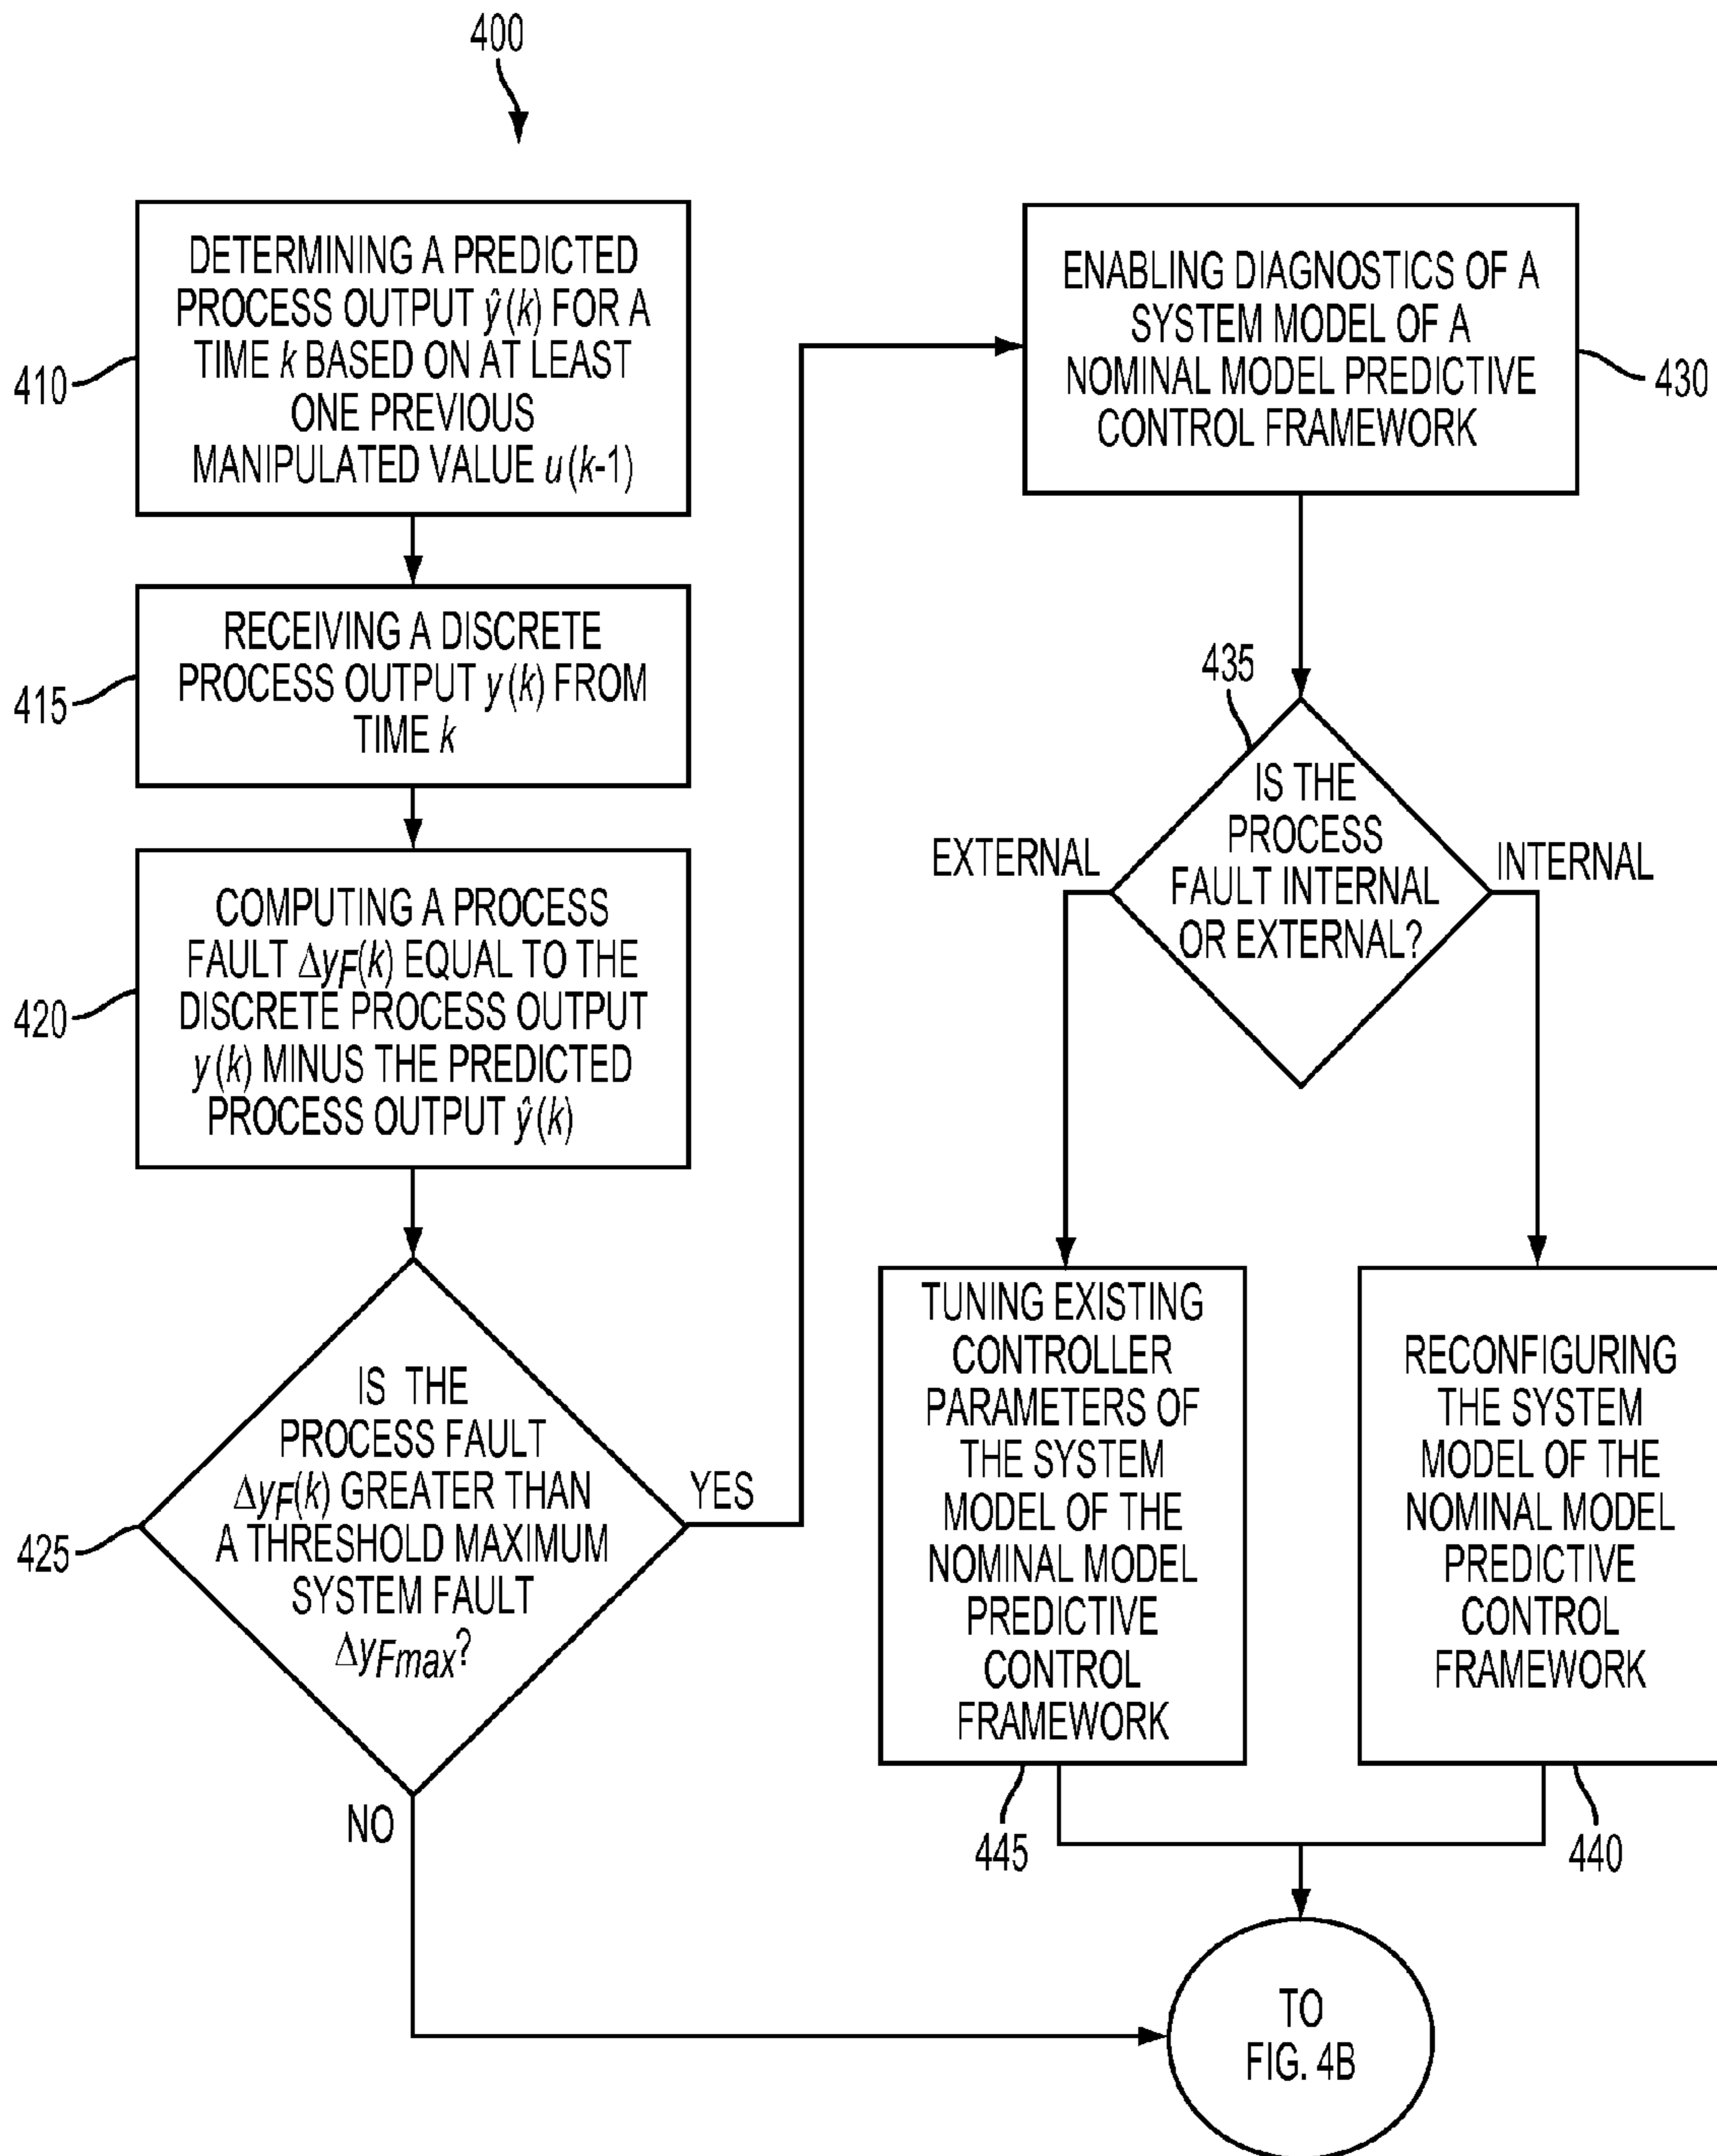 400
DETERMINING A PREDICTED
PROCESS OUTPUT ŷ(k) FOR A
TIME k BASED ON AT LEAST
ONE PREVIOUS
MANIPULATED VALUE u(k-1)
410
RECEIVING A DISCRETE
PROCESS OUTPUT y(k) FROM
TIME k
415
COMPUTING A PROCESS
FAULT ΔyF(k) EQUAL TO THE
DISCRETE PROCESS OUTPUT
y(k) MINUS THE PREDICTED
PROCESS OUTPUT ŷ(k)
420
IS THE
PROCESS FAULT
ΔyF(k) GREATER THAN
A THRESHOLD MAXIMUM
SYSTEM FAULT
ΔyFmax?
425
YES
NO
ENABLING DIAGNOSTICS OF A
SYSTEM MODEL OF A
NOMINAL MODEL PREDICTIVE
CONTROL FRAMEWORK
430
435
IS THE
PROCESS
FAULT INTERNAL
OR EXTERNAL?
EXTERNAL
INTERNAL
TUNING EXISTING
CONTROLLER
PARAMETERS OF
THE SYSTEM
MODEL OF THE
NOMINAL MODEL
PREDICTIVE
CONTROL
FRAMEWORK
445
RECONFIGURING
THE SYSTEM
MODEL OF THE
NOMINAL MODEL
PREDICTIVE
CONTROL
FRAMEWORK
440
TO
FIG. 4B